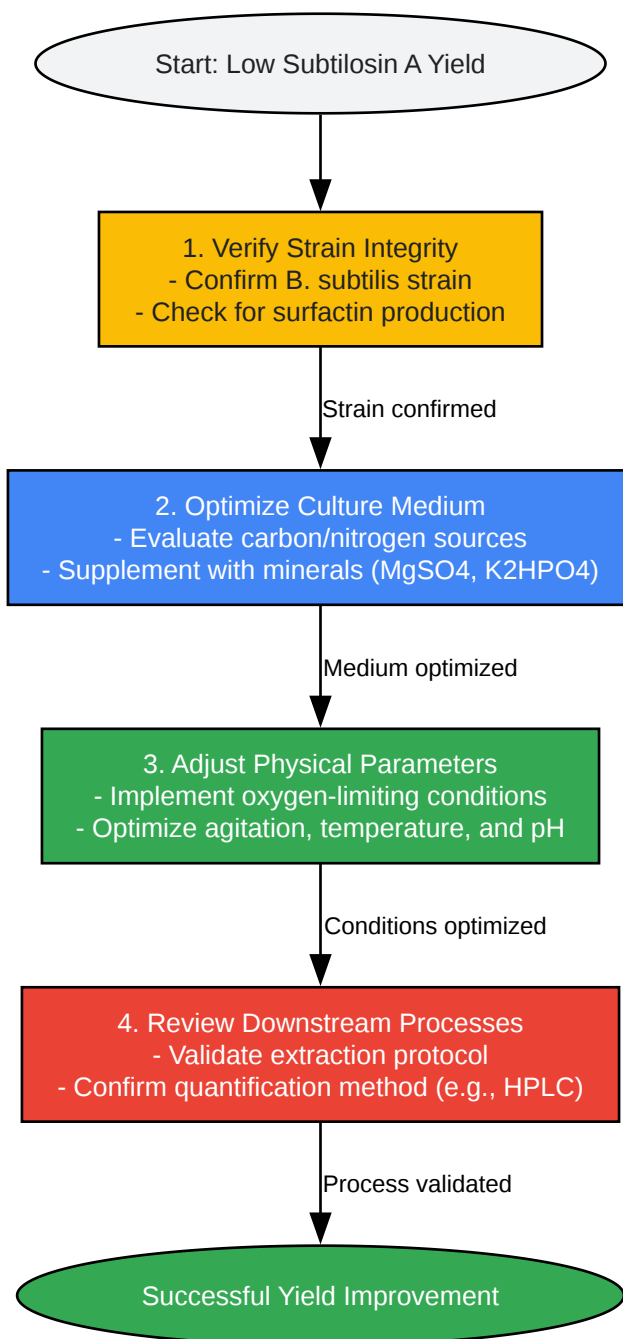 Start: Low Subtilosin A Yield
1. Verify Strain Integrity
- Confirm B. subtilis strain
- Check for surfactin production
Strain confirmed
2. Optimize Culture Medium
- Evaluate carbon/nitrogen sources
- Supplement with minerals (MgSO4, K2HPO4)
Medium optimized
3. Adjust Physical Parameters
- Implement oxygen-limiting conditions
- Optimize agitation, temperature, and pH
Conditions optimized
4. Review Downstream Processes
- Validate extraction protocol
- Confirm quantification method (e.g., HPLC)
Process validated
Successful Yield Improvement